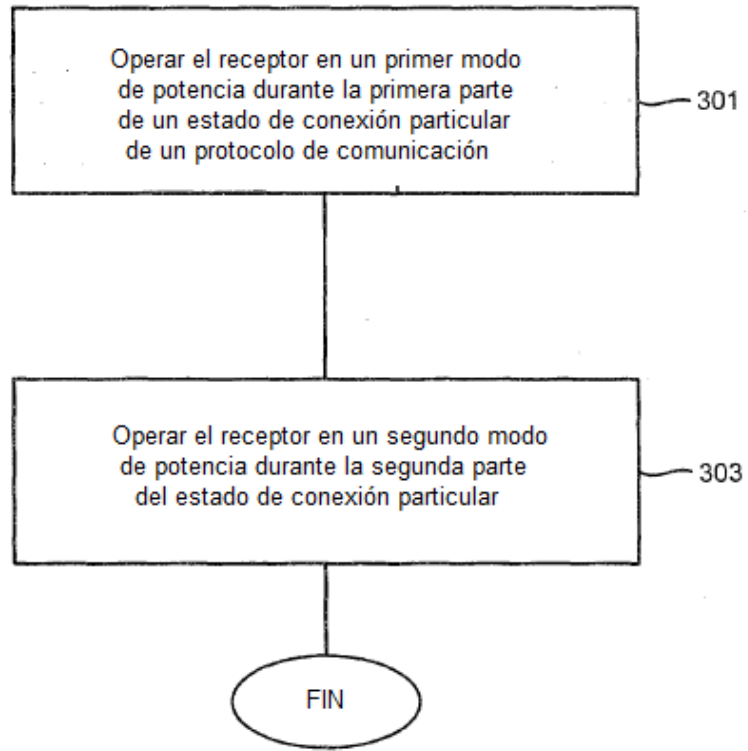 Operar el receptor en un primer modo
de potencia durante la primera parte
de un estado de conexión particular
de un protocolo de comunicación
301
Operar el receptor en un segundo modo
de potencia durante la segunda parte
del estado de conexión particular
303
FIN